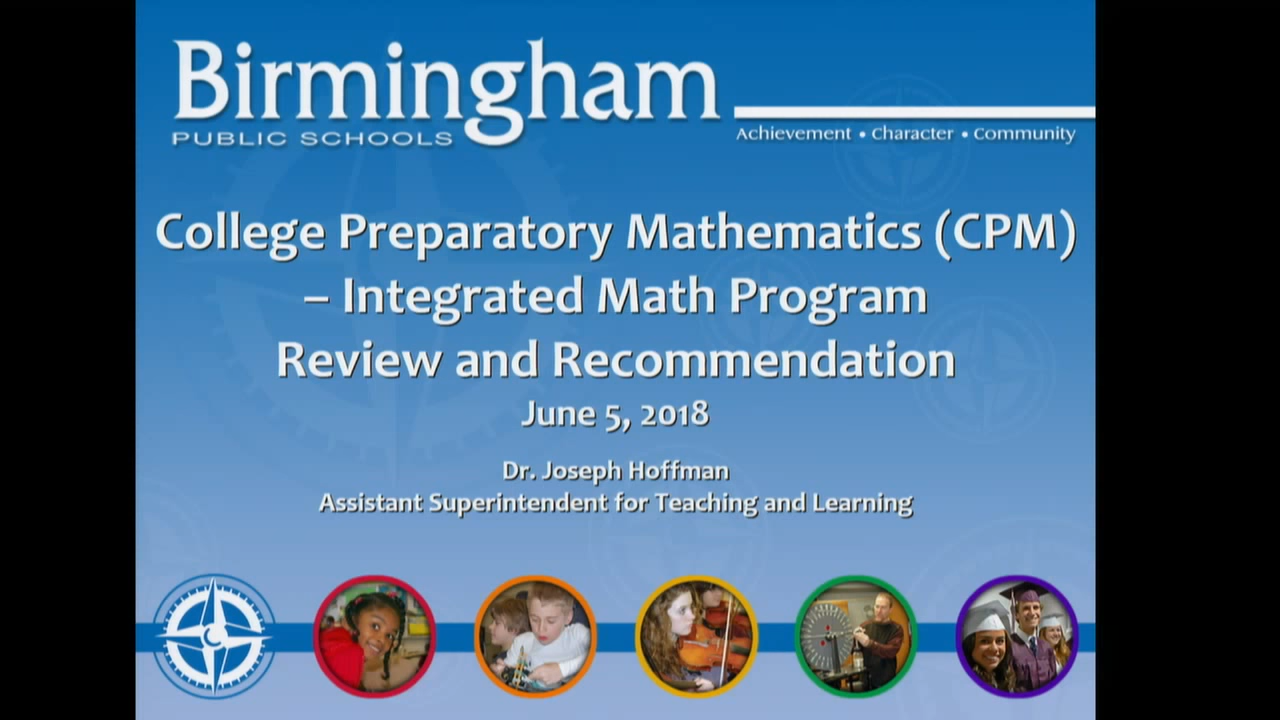 Birmingham
PUBLIC SCHOOLS
Achievement • Character • Community
College Preparatory Mathematics (CPM)
– Integrated Math Program
Review and Recommendation
June 5, 2018
Dr. Joseph Hoffman
Assistant Superintendent for Teaching and Learning